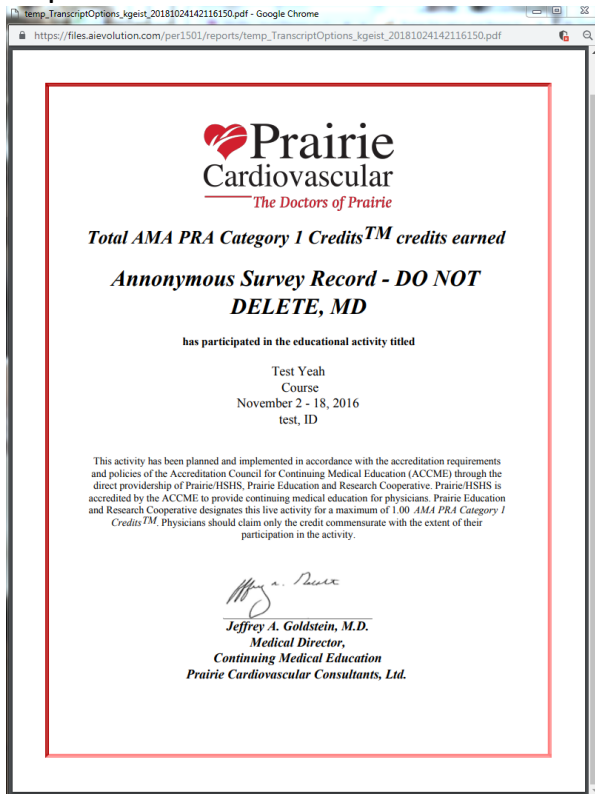 temp_TranscriptOptions_kgeist_20181024142116150.pdf - Google Chrome
https://files.aievolution.com/per1501/reports/temp_TranscriptOptions_kgeist_20181024142116150.pdf
Prairie
Cardiovascular
The Doctors of Prairie
Total AMA PRA Category 1 CreditsTM credits earned
Annonymous Survey Record - DO NOT
DELETE, MD
has participated in the educational activity titled
Test Yeah
Course
November 2 - 18, 2016
test, ID
This activity has been planned and implemented in accordance with the accreditation requirements
and policies of the Accreditation Council for Continuing Medical Education (ACCME) through the
direct providership of Prairie/HSHS, Prairie Education and Research Cooperative. Prairie/HSHS is
accredited by the ACCME to provide continuing medical education for physicians. Prairie Education
and Research Cooperative designates this live activity for a maximum of 1.00 AMA PRA Category 1
CreditsTM. Physicians should claim only the credit commensurate with the extent of their
participation in the activity.
Jeffrey A. Goldstein, M.D.
Medical Director,
Continuing Medical Education
Prairie Cardiovascular Consultants, Ltd.